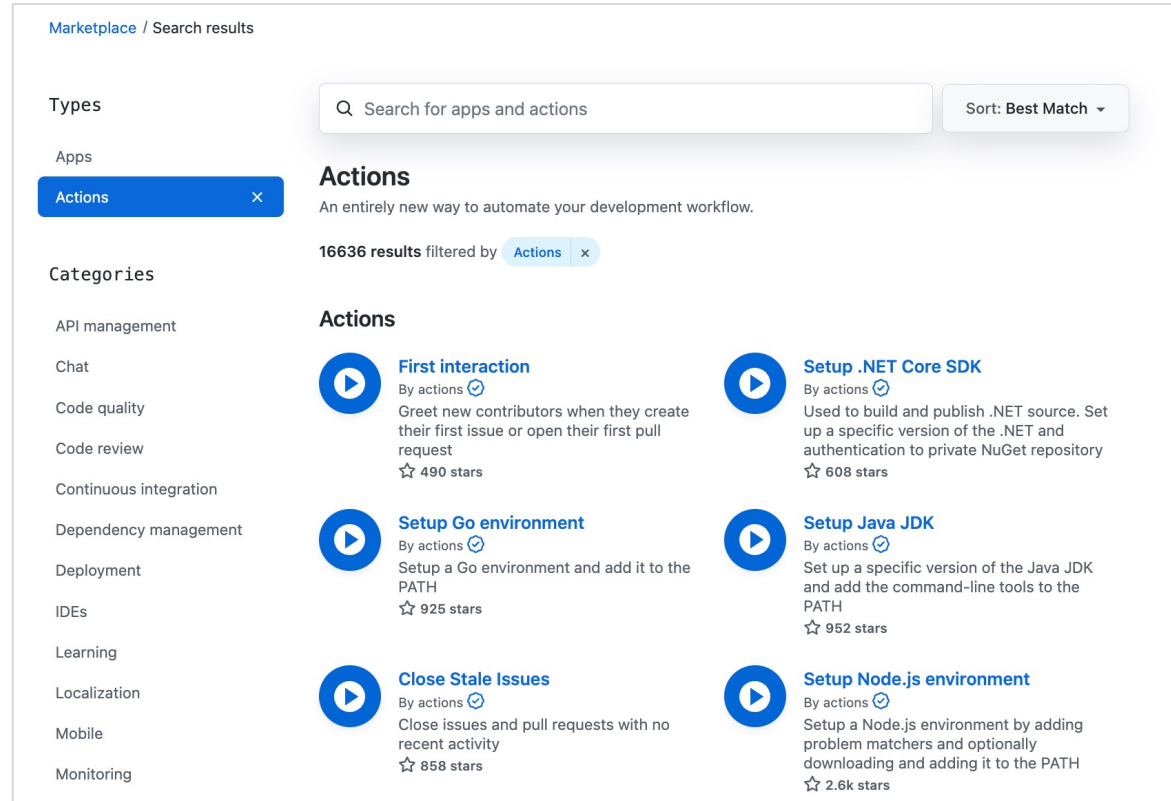 Marketplace / Search results
Types
Apps
Actions
Categories
API management
Chat
Code quality
Code review
Continuous integration
Dependency management
Deployment
IDEs
Learning
Localization
Mobile
Monitoring
Search for apps and actions
Sort: Best Match
Actions
An entirely new way to automate your development workflow.
16636 results filtered by Actions ×
Actions
First interaction
By actions
Greet new contributors when they create
their first issue or open their first pull
request
490 stars
Setup .NET Core SDK
By actions
Used to build and publish .NET source. Set
up a specific version of the .NET and
authentication to private NuGet repository
608 stars
Setup Go environment
By actions
Setup a Go environment and add it to the
PATH
925 stars
Setup Java JDK
By actions
Set up a specific version of the Java JDK
and add the command-line tools to the
PATH
952 stars
Close Stale Issues
By actions
Close issues and pull requests with no
recent activity
858 stars
Setup Node.js environment
By actions
Setup a Node.js environment by adding
problem matchers and optionally
downloading and adding it to the PATH
2.6k stars